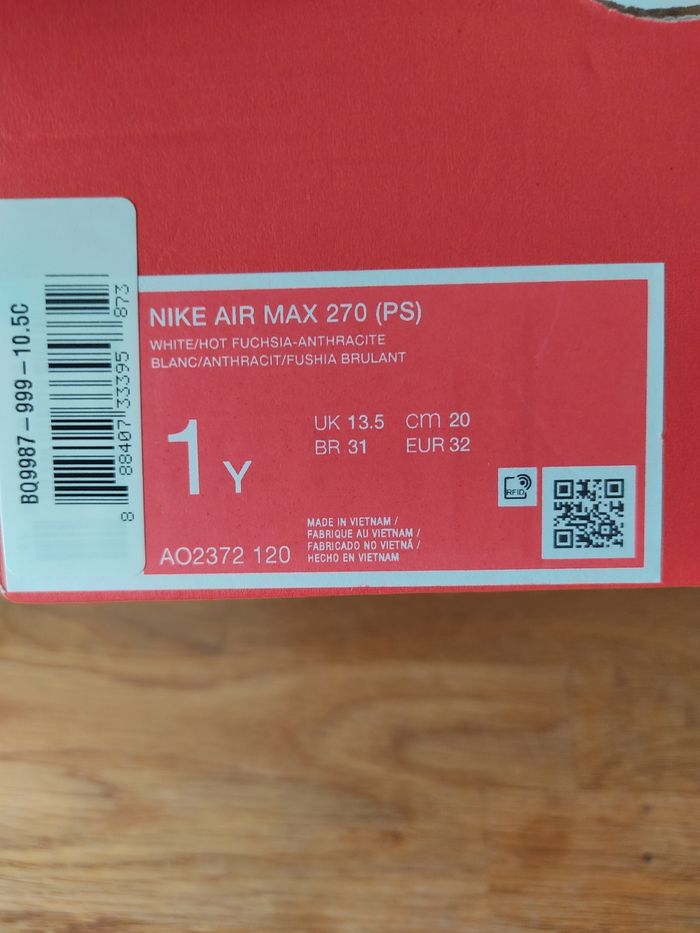 BQ9987-999-10.5C
8 88407 33395 873
NIKE AIR MAX 270 (PS)
WHITE/HOT FUCHSIA-ANTHRACITE
BLANC/ANTHRACIT/FUSHIA BRULANT
1Y
UK 13.5 cm 20
BR 31 EUR 32
RFID
AO2372 120
MADE IN VIETNAM /
FABRIQUE AU VIETNAM /
FABRICADO NO VIETNÃ /
HECHO EN VIETNAM